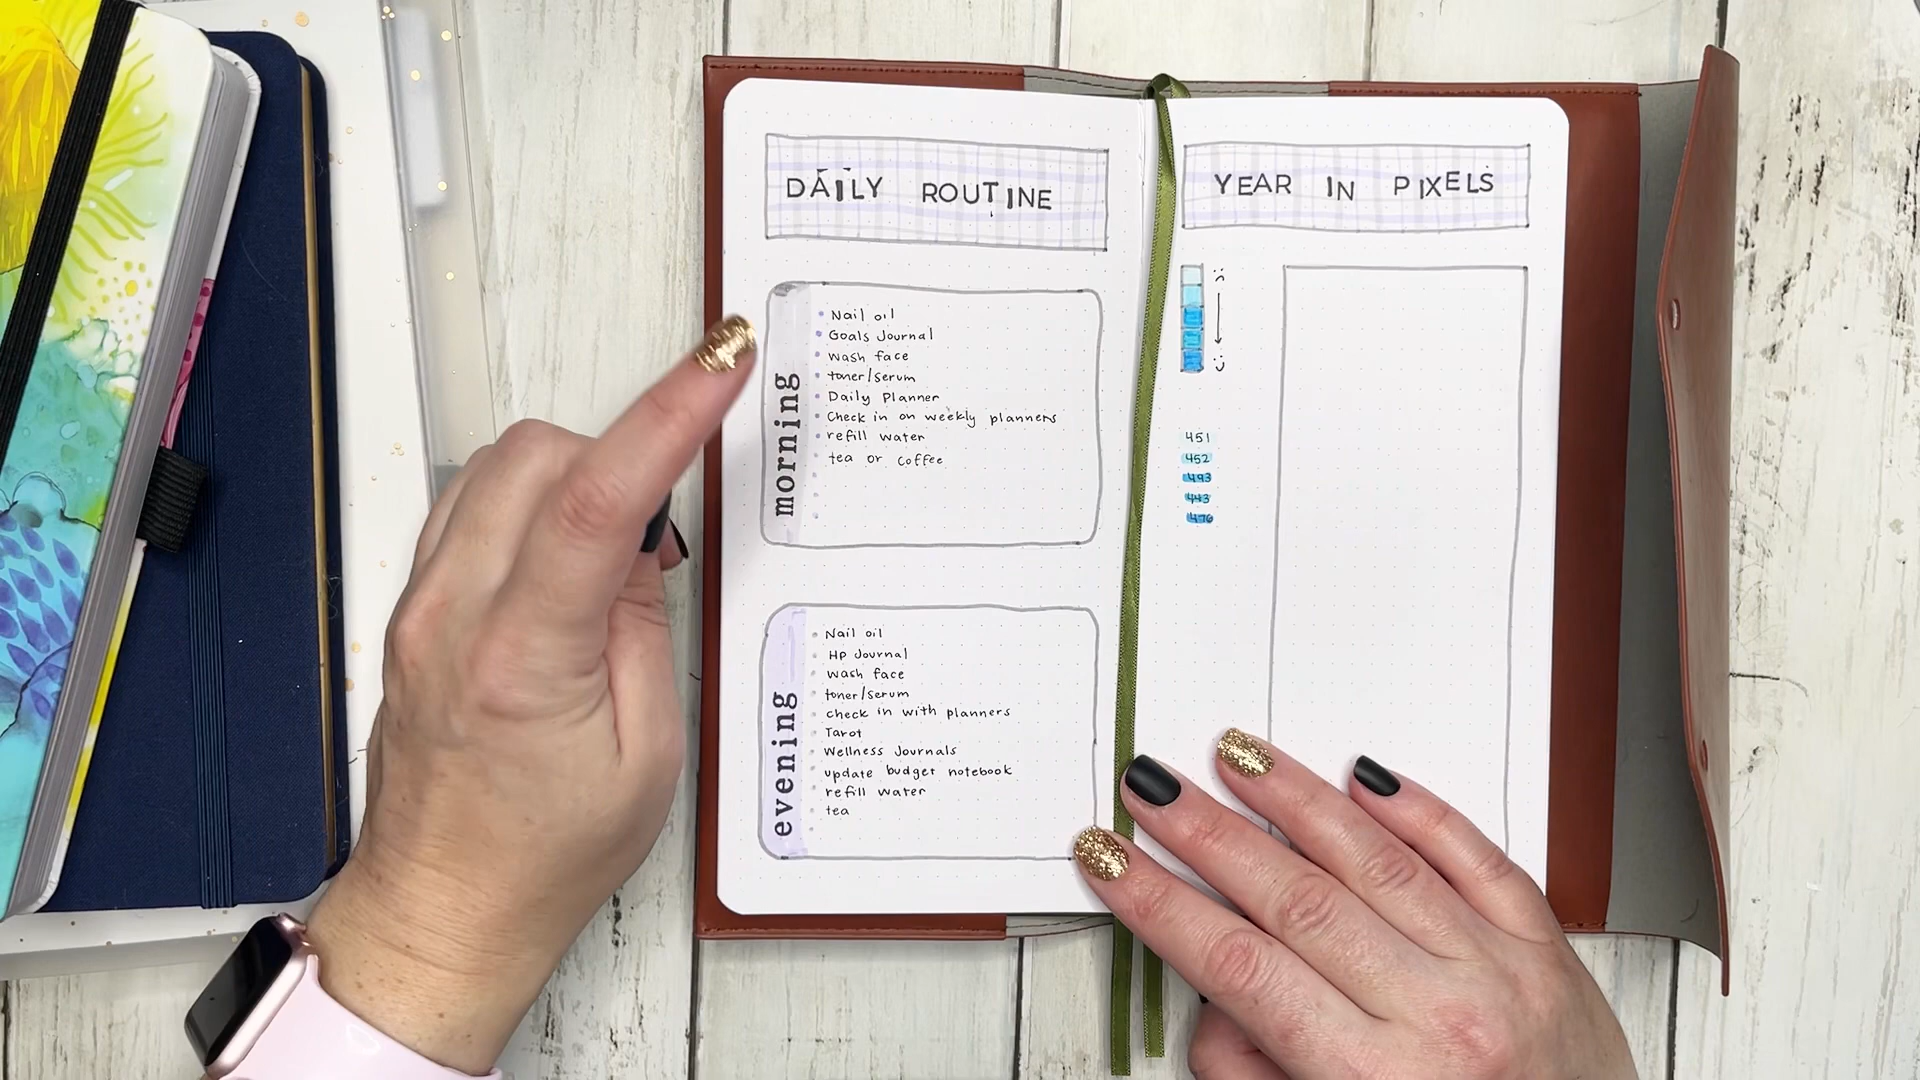 DAILY ROUTINE
morning
Nail oil
Goals Journal
wash face
toner/serum
Daily Planner
Check in on weekly planners
refill water
tea or coffee
evening
Nail oil
HP Journal
wash face
toner/serum
check in with planners
Tarot
Wellness Journals
update budget notebook
refill water
tea
YEAR IN PIXELS
:(
:)
451
452
493
443
476